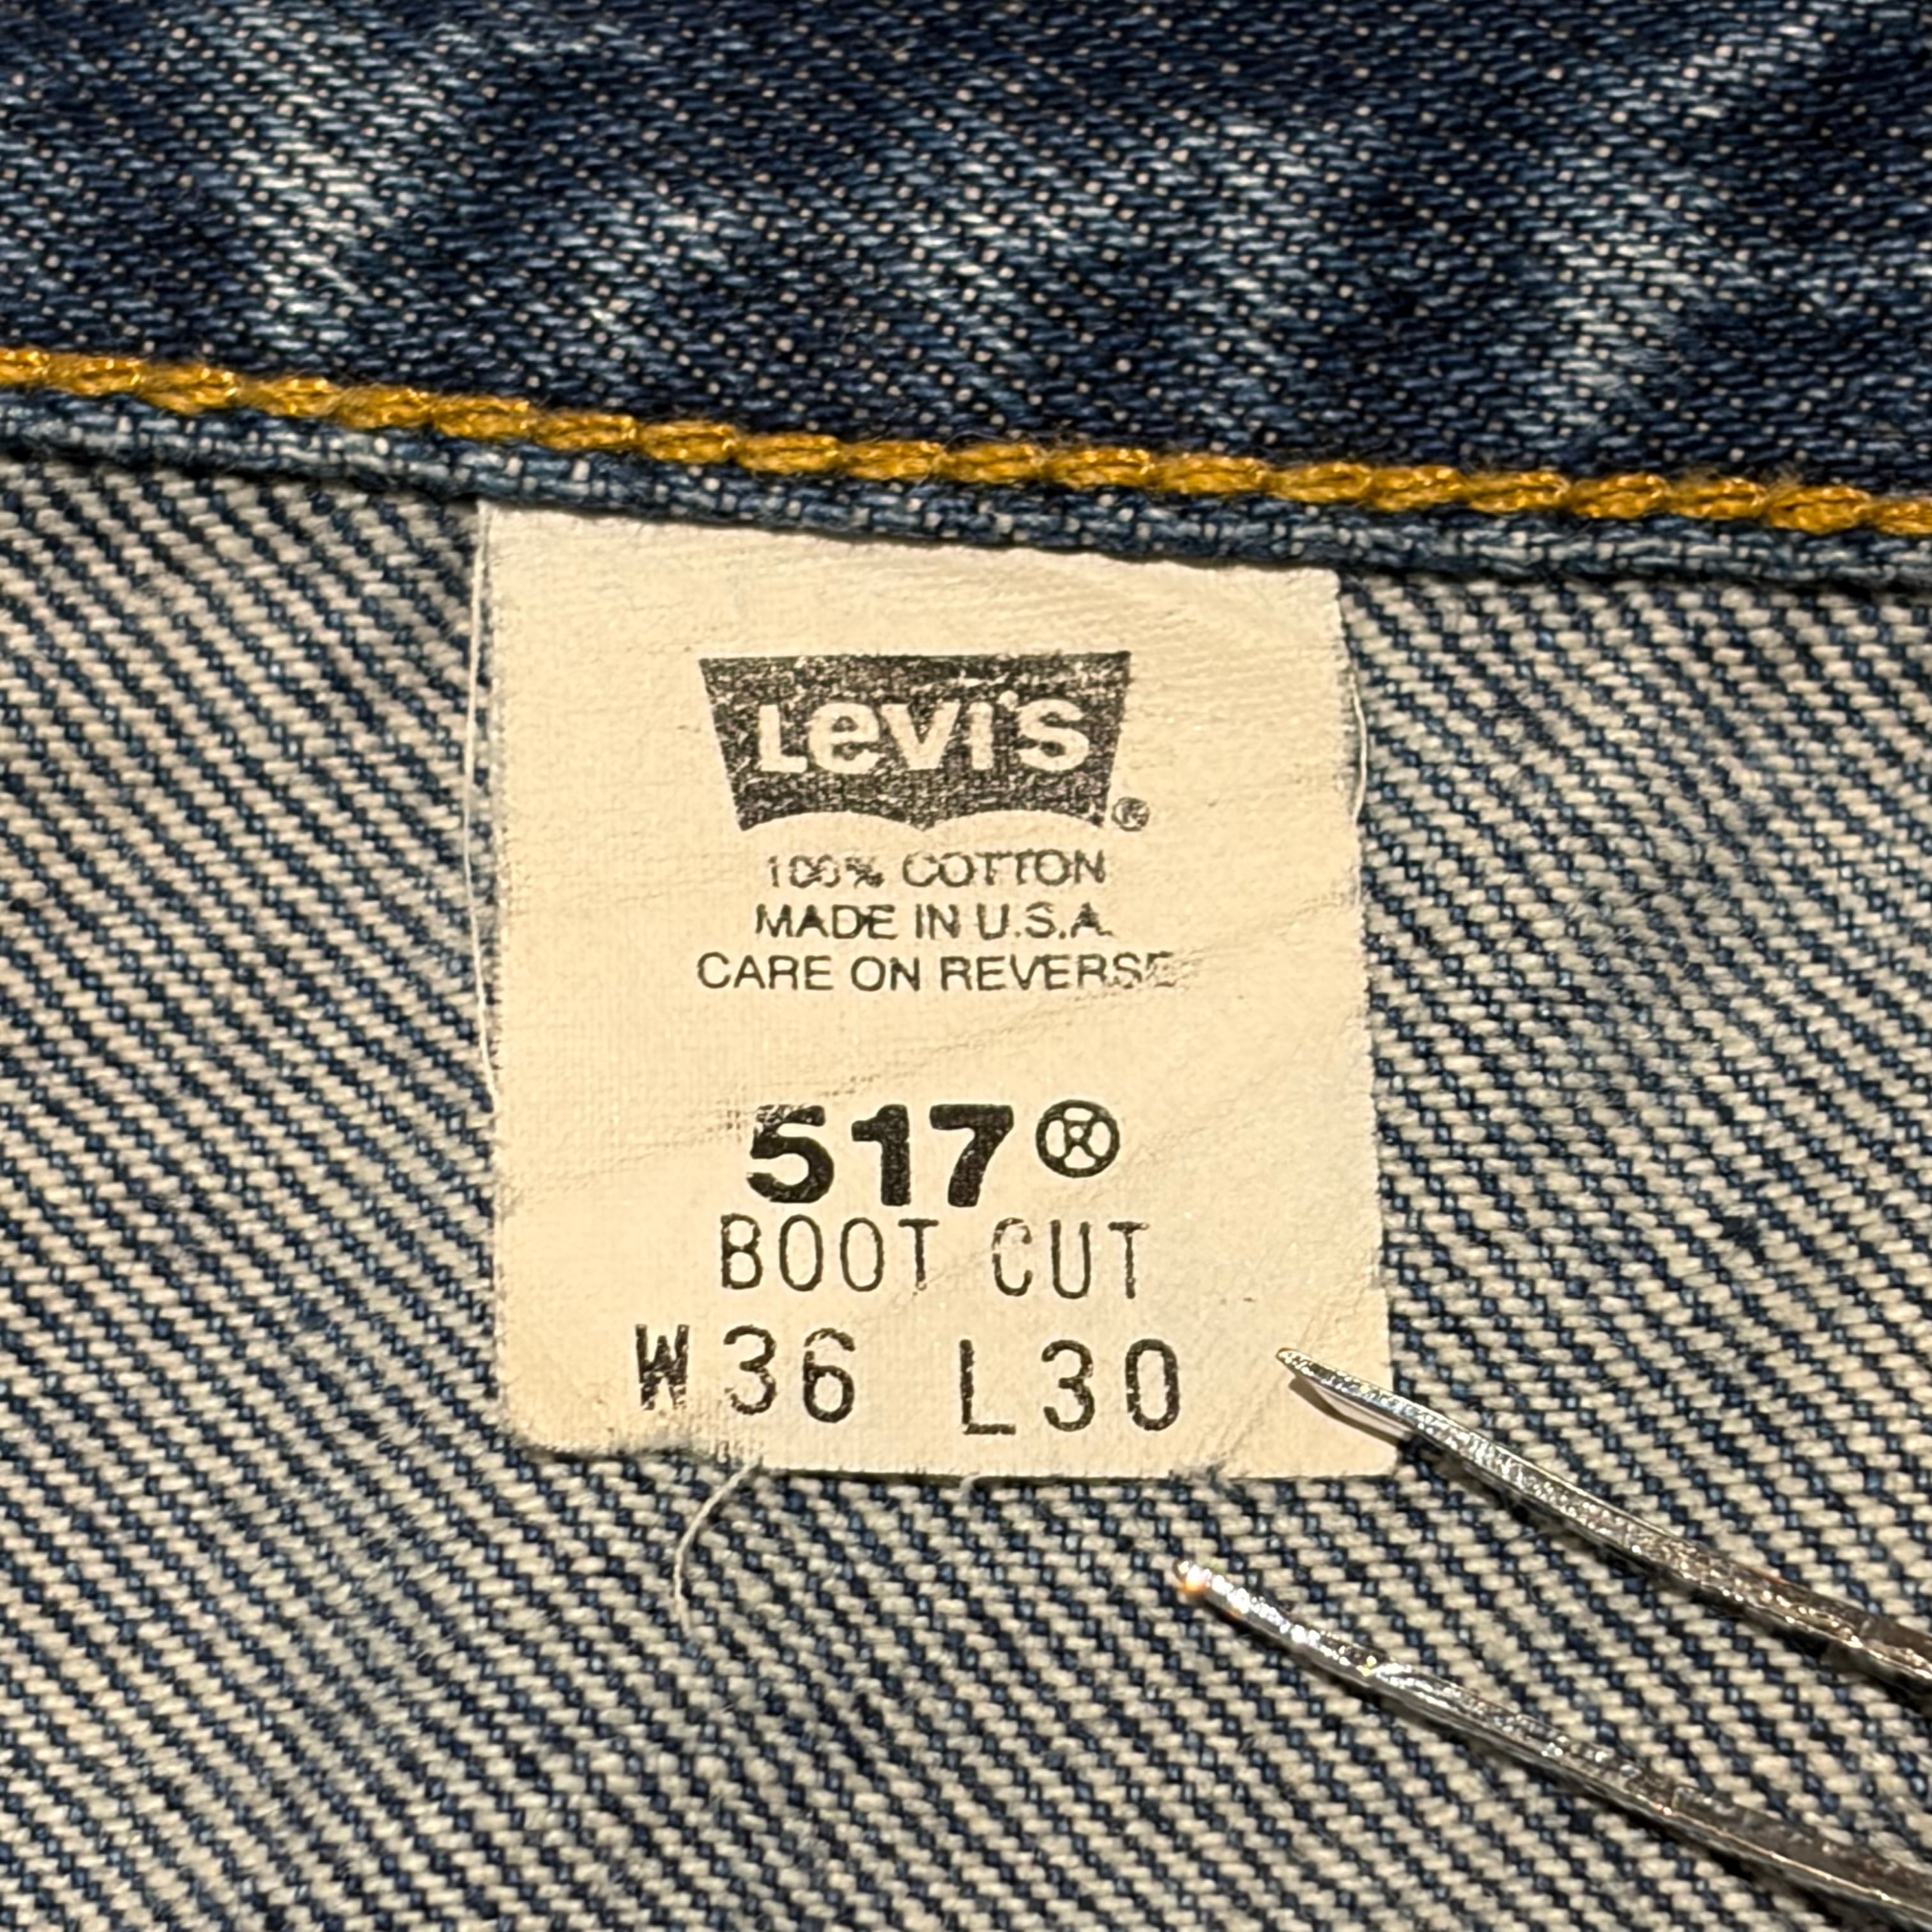 Levi's®
100% COTTON
MADE IN U.S.A.
CARE ON REVERSE
517®
BOOT CUT
W36 L30